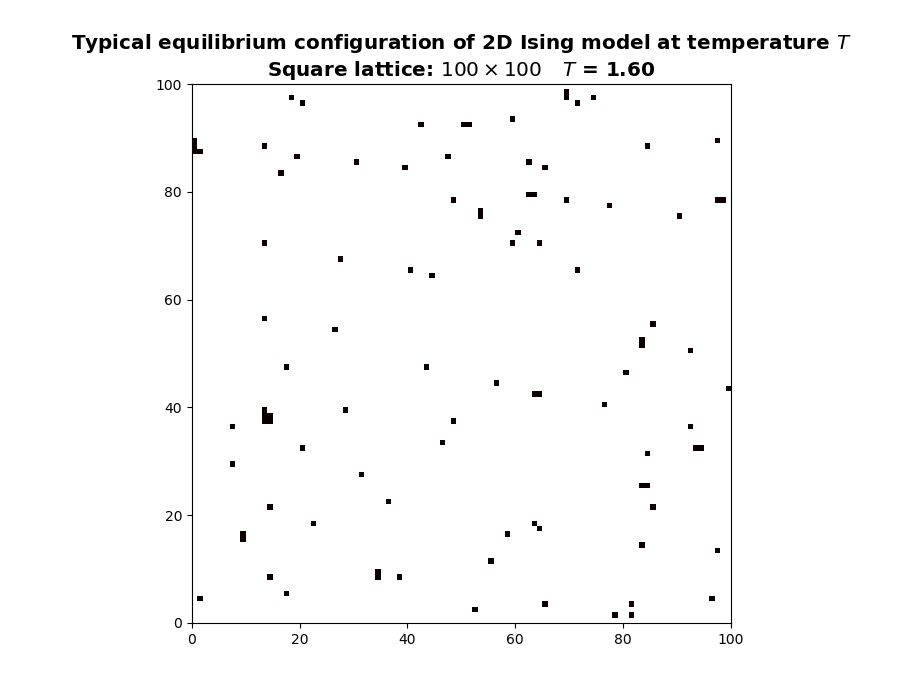 Typical equilibrium configuration of 2D Ising model at temperature T
Square lattice: 100 × 100 T = 1.60
100
80
60
40
20
0
0 20 40 60 80 100